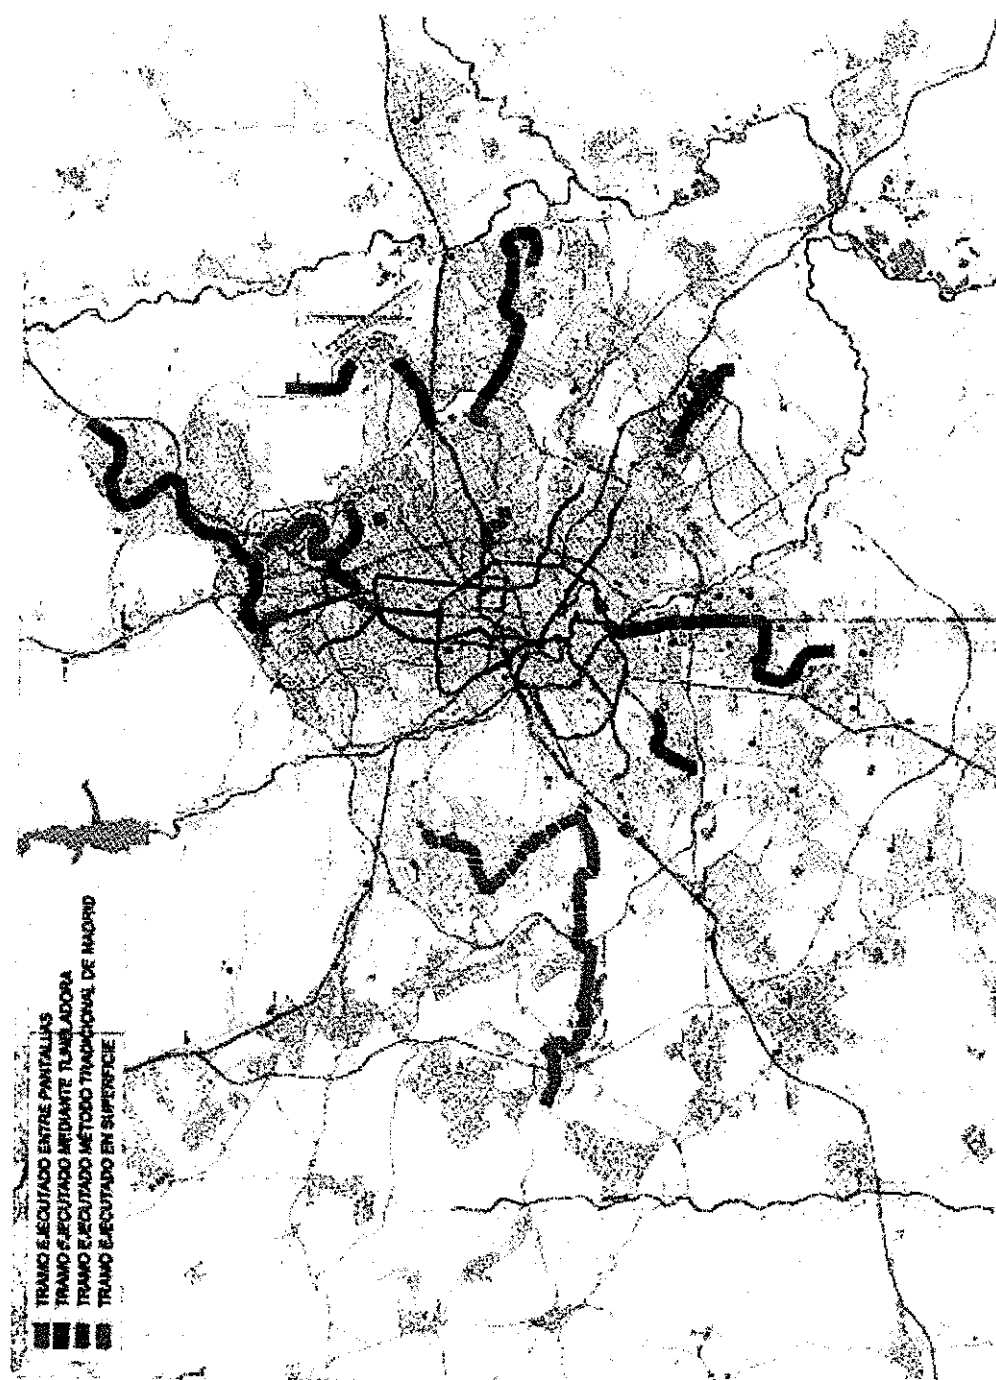 TRAMO EJECUTADO ENTRE PANTALLAS
TRAMO EJECUTADO MEDIANTE TUNELADORA
TRAMO EJECUTADO MÉTODO TRADICIONAL DE MADRID
TRAMO EJECUTADO EN SUPERFICIE